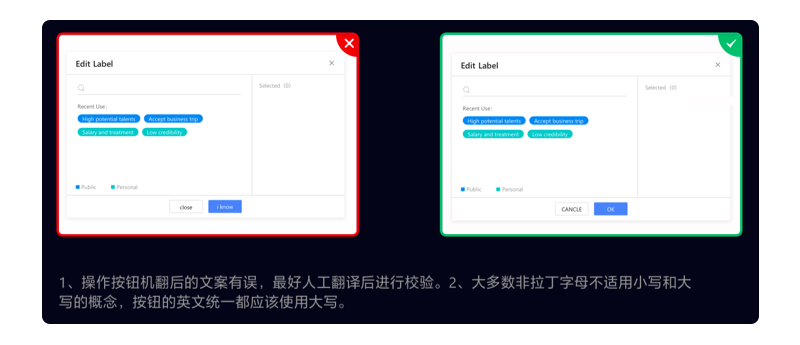 Edit Label
Selected (0)
Recent Use:
High potential talents
Accept business trip
Salary and treatment
Low credibility
Public
Personal
close
i know
Edit Label
Selected (0)
Recent Use:
High potential talents
Accept business trip
Salary and treatment
Low credibility
Public
Personal
CANCLE
OK
1、操作按钮机翻后的文案有误，最好人工翻译后进行校验。2、大多数非拉丁字母不适用小写和大
写的概念，按钮的英文统一都应该使用大写。